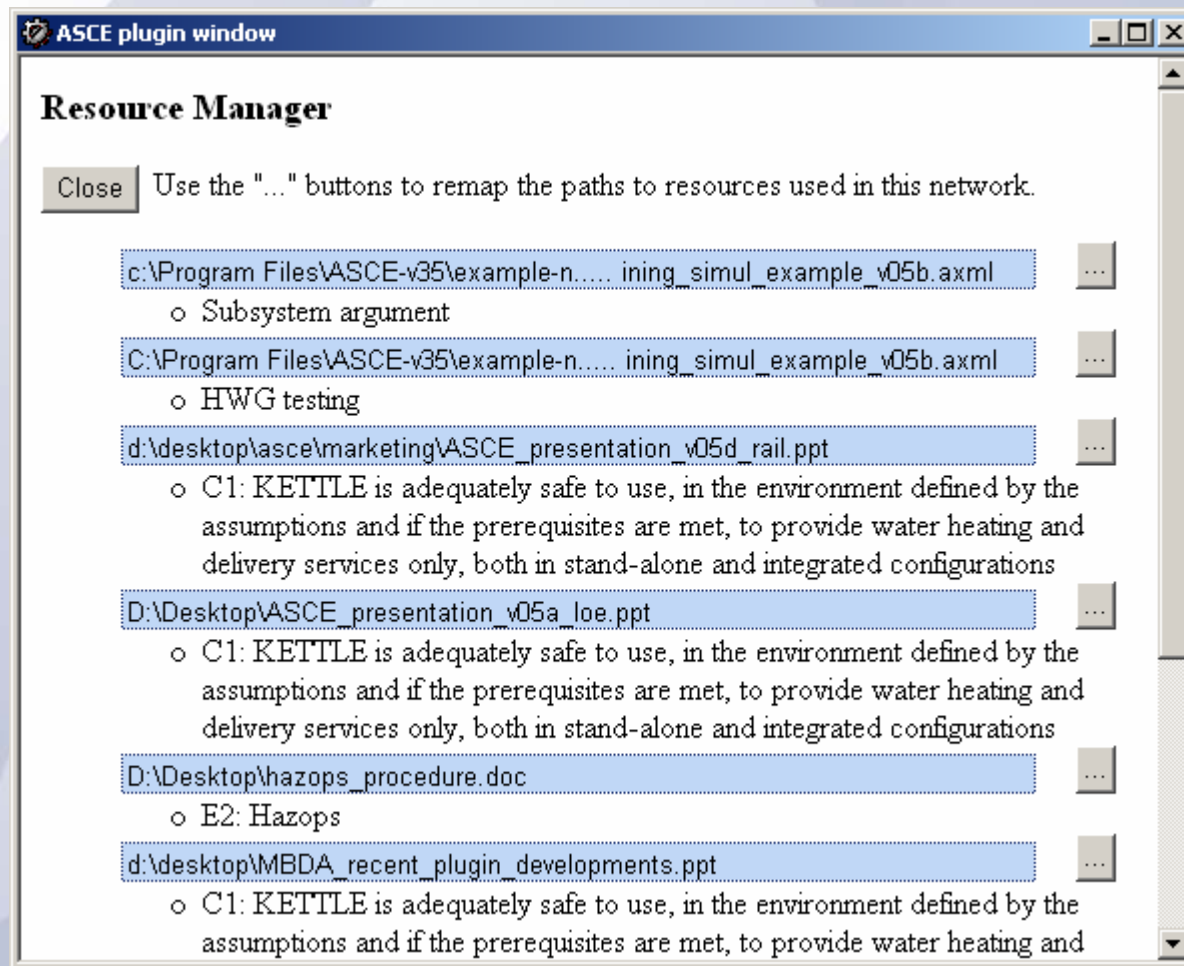 ASCE plugin window
Resource Manager
Close Use the "..." buttons to remap the paths to resources used in this network.
c:\Program Files\ASCE-v35\example-n..... ining_simul_example_v05b.axml ...
o Subsystem argument
C:\Program Files\ASCE-v35\example-n..... ining_simul_example_v05b.axml ...
o HWG testing
d:\desktop\asce\marketing\ASCE_presentation_v05d_rail.ppt ...
o C1: KETTLE is adequately safe to use, in the environment defined by the
assumptions and if the prerequisites are met, to provide water heating and
delivery services only, both in stand-alone and integrated configurations
D:\Desktop\ASCE_presentation_v05a_loe.ppt ...
o C1: KETTLE is adequately safe to use, in the environment defined by the
assumptions and if the prerequisites are met, to provide water heating and
delivery services only, both in stand-alone and integrated configurations
D:\Desktop\hazops_procedure.doc ...
o E2: Hazops
d:\desktop\MBDA_recent_plugin_developments.ppt ...
o C1: KETTLE is adequately safe to use, in the environment defined by the
assumptions and if the prerequisites are met, to provide water heating and